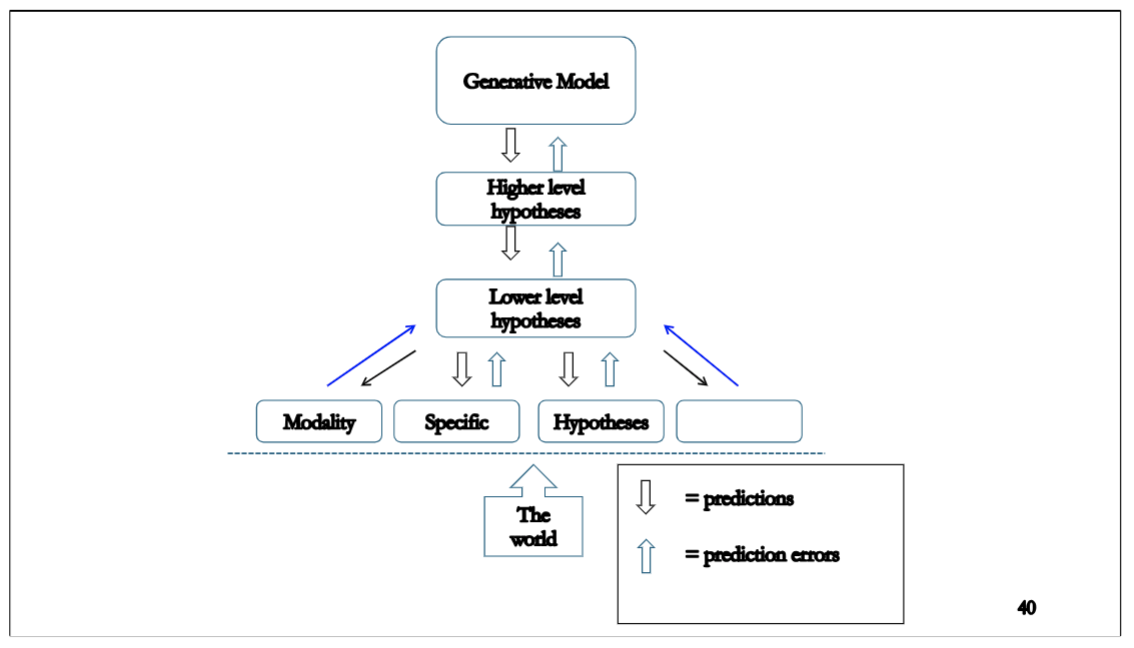 Generative Model
Higher level
hypotheses
Lower level
hypotheses
Modality
Specific
Hypotheses
The
world
= predictions
= prediction errors
40